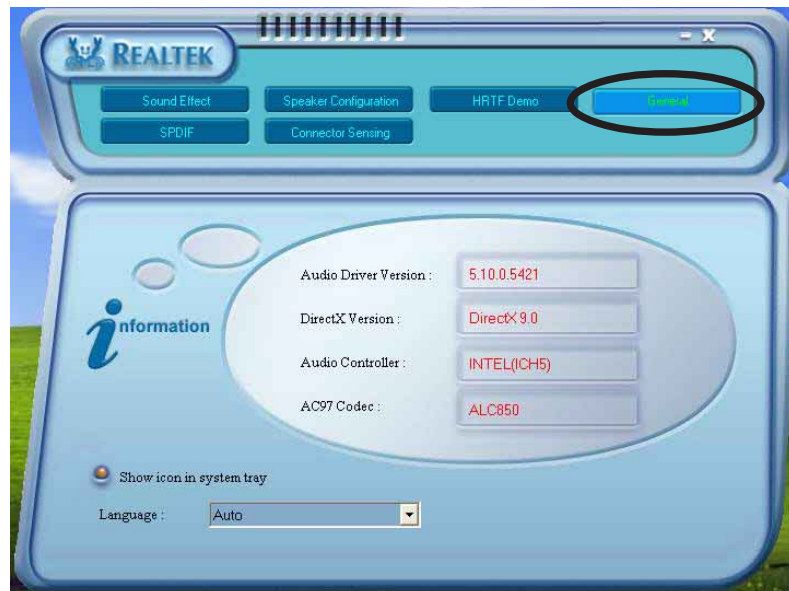 REALTEK
- X
Sound Effect
Speaker Configuration
HRTF Demo
General
SPDIF
Connector Sensing
information
Audio Driver Version :
5.10.0.5421
DirectX Version :
DirectX 9.0
Audio Controller :
INTEL(ICH5)
AC97 Codec :
ALC850
Show icon in system tray
Language :
Auto